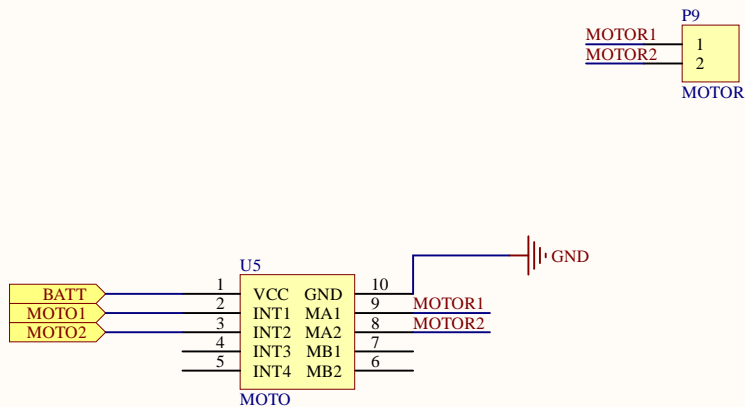 P9
MOTOR1 1
MOTOR2 2
MOTOR
GND
U5
BATT 1 VCC GND 10
MOTO1 2 INT1 MA1 9 MOTOR1
MOTO2 3 INT2 MA2 8 MOTOR2
4 INT3 MB1 7
5 INT4 MB2 6
MOTO